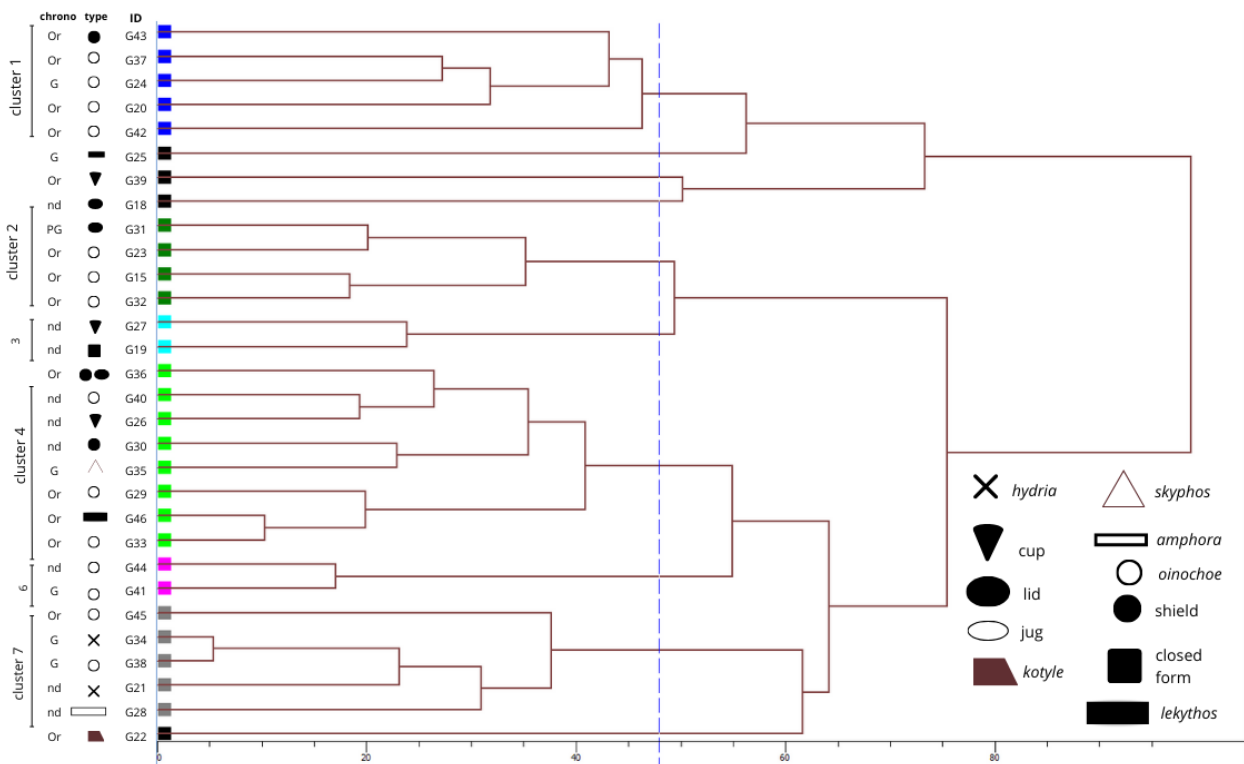 chrono type ID
Or G43
Or G37
G G24
Or G20
Or G42
G G25
Or G39
nd G18
PG G31
Or G23
Or G15
Or G32
nd G27
nd G19
Or G36
nd G40
nd G26
nd G30
G G35
Or G29
Or G46
Or G33
nd G44
G G41
Or G45
G G34
G G38
nd G21
nd G28
Or G22
cluster 1
cluster 2
3
cluster 4
6
cluster 7
hydria
cup
lid
jug
kotyle
skyphos
amphora
oinochoe
shield
closed
form
lekythos
0 20 40 60 80